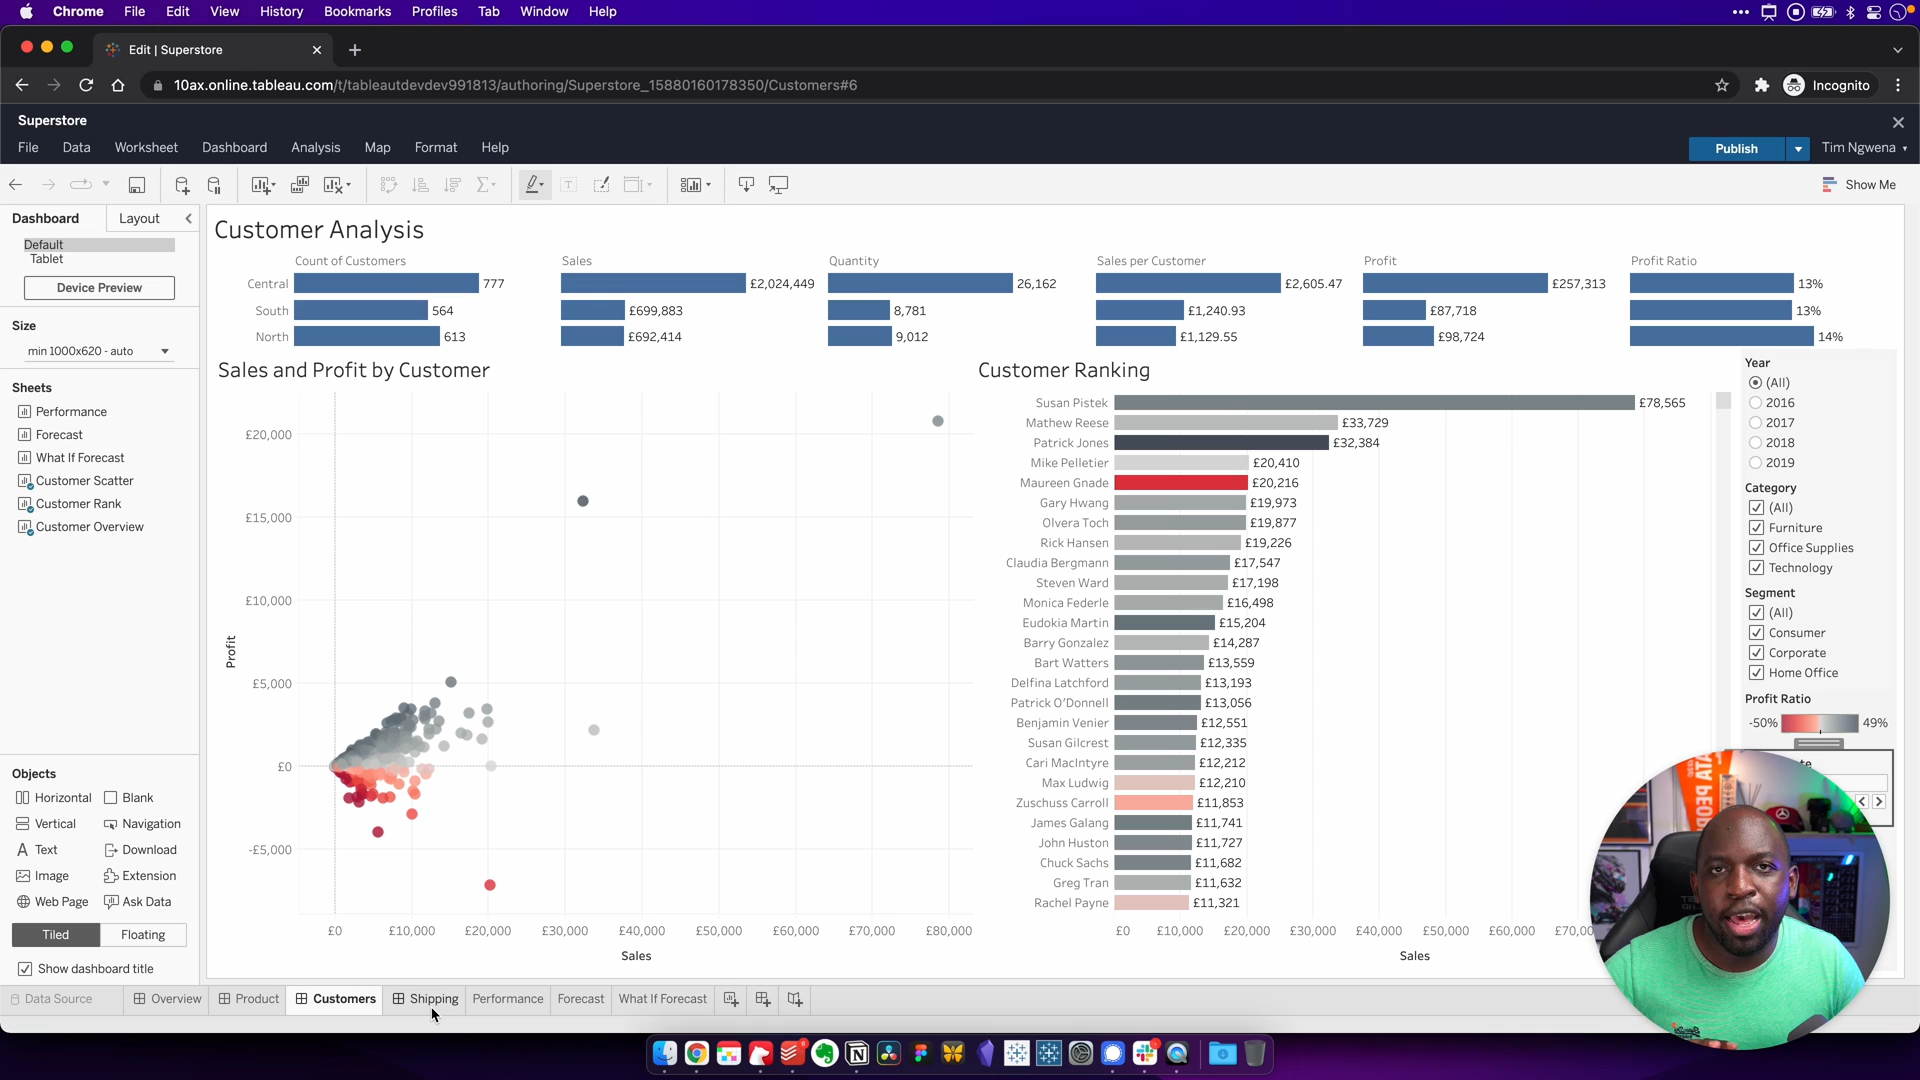 Chrome File Edit View History Bookmarks Profiles Tab Window Help
Edit | Superstore
10ax.online.tableau.com/t/tableautdevdev991813/authoring/Superstore_15880160178350/Customers#6
Incognito
Superstore
File Data Worksheet Dashboard Analysis Map Format Help
Publish
Tim Ngwena
Show Me
Dashboard Layout
Default
Tablet
Device Preview
Size
min 1000x620 - auto
Sheets
Performance
Forecast
What If Forecast
Customer Scatter
Customer Rank
Customer Overview
Objects
Horizontal Blank
Vertical Navigation
Text Download
Image Extension
Web Page Ask Data
Tiled Floating
Show dashboard title
Customer Analysis
Count of Customers Sales Quantity Sales per Customer Profit Profit Ratio
Central 777 £2,024,449 26,162 £2,605.47 £257,313 13%
South 564 £699,883 8,781 £1,240.93 £87,718 13%
North 613 £692,414 9,012 £1,129.55 £98,724 14%
Sales and Profit by Customer
£20,000
£15,000
£10,000
Profit
£5,000
£0
-£5,000
£0 £10,000 £20,000 £30,000 £40,000 £50,000 £60,000 £70,000 £80,000
Sales
Customer Ranking
Susan Pistek £78,565
Mathew Reese £33,729
Patrick Jones £32,384
Mike Pelletier £20,410
Maureen Gnade £20,216
Gary Hwang £19,973
Olvera Toch £19,877
Rick Hansen £19,226
Claudia Bergmann £17,547
Steven Ward £17,198
Monica Federle £16,498
Eudokia Martin £15,204
Barry Gonzalez £14,287
Bart Watters £13,559
Delfina Latchford £13,193
Patrick O'Donnell £13,056
Benjamin Venier £12,551
Susan Gilcrest £12,335
Cari MacIntyre £12,212
Max Ludwig £12,210
Zuschuss Carroll £11,853
James Galang £11,741
John Huston £11,727
Chuck Sachs £11,682
Greg Tran £11,632
Rachel Payne £11,321
£0 £10,000 £20,000 £30,000 £40,000 £50,000 £60,000
Sales
Year
(All)
2016
2017
2018
2019
Category
(All)
Furniture
Office Supplies
Technology
Segment
(All)
Consumer
Corporate
Home Office
Profit Ratio
-50% 49%
Data Source Overview Product Customers Shipping Performance Forecast What If Forecast